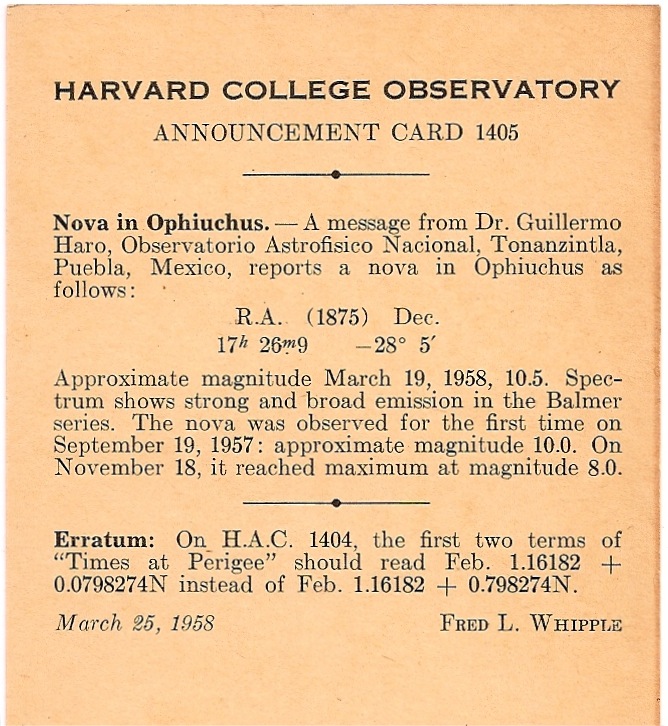 HARVARD COLLEGE OBSERVATORY
ANNOUNCEMENT CARD 1405
Nova in Ophiuchus. — A message from Dr. Guillermo
Haro, Observatorio Astrofisico Nacional, Tonanzintla,
Puebla, Mexico, reports a nova in Ophiuchus as
follows:
R.A. (1875) Dec.
17h 26m9 −28° 5′
Approximate magnitude March 19, 1958, 10.5. Spec-
trum shows strong and broad emission in the Balmer
series. The nova was observed for the first time on
September 19, 1957: approximate magnitude 10.0. On
November 18, it reached maximum at magnitude 8.0.
Erratum: On H.A.C. 1404, the first two terms of
“Times at Perigee” should read Feb. 1.16182 +
0.0798274N instead of Feb. 1.16182 + 0.798274N.
March 25, 1958 FRED L. WHIPPLE